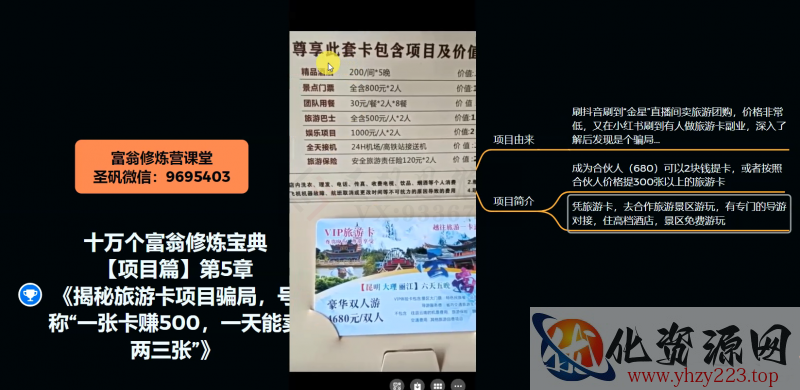 富翁修炼营课堂
圣矾微信：9695403
十万个富翁修炼宝典
【项目篇】第5章
《揭秘旅游卡项目骗局，号
称“一张卡赚500，一天能卖
两三张”》
尊享此套卡包含项目及价值
精品
200/间*5晚
价值:
景点门票
全含800元*2人
价值:
团队用餐
30元/餐*2人*8餐
价值:
旅游巴士
全含500元/人*2人
价值:
娱乐项目
1000元/人*2人
价值:
全天接机
24H机场/高铁站接送机
价值:
旅游保险
安全旅游责任险120元*2人
价值:
VIP旅游卡
【昆明 大理 丽江】六天五晚
云南
豪华双人游
4680元/双人
项目由来
刷抖音刷到“金星”直播间卖旅游团购，价格非常
低，又在小红书刷到有人做旅游卡副业，深入了
解后发现是个骗局...
项目简介
成为合伙人（680）可以2块钱提卡，或者按照
合伙人价格提300张以上的旅游卡
凭旅游卡，去合作旅游景区游玩，有专门的导游
对接，住高档酒店，景区免费游玩
化资源网
www.yhzy223.top